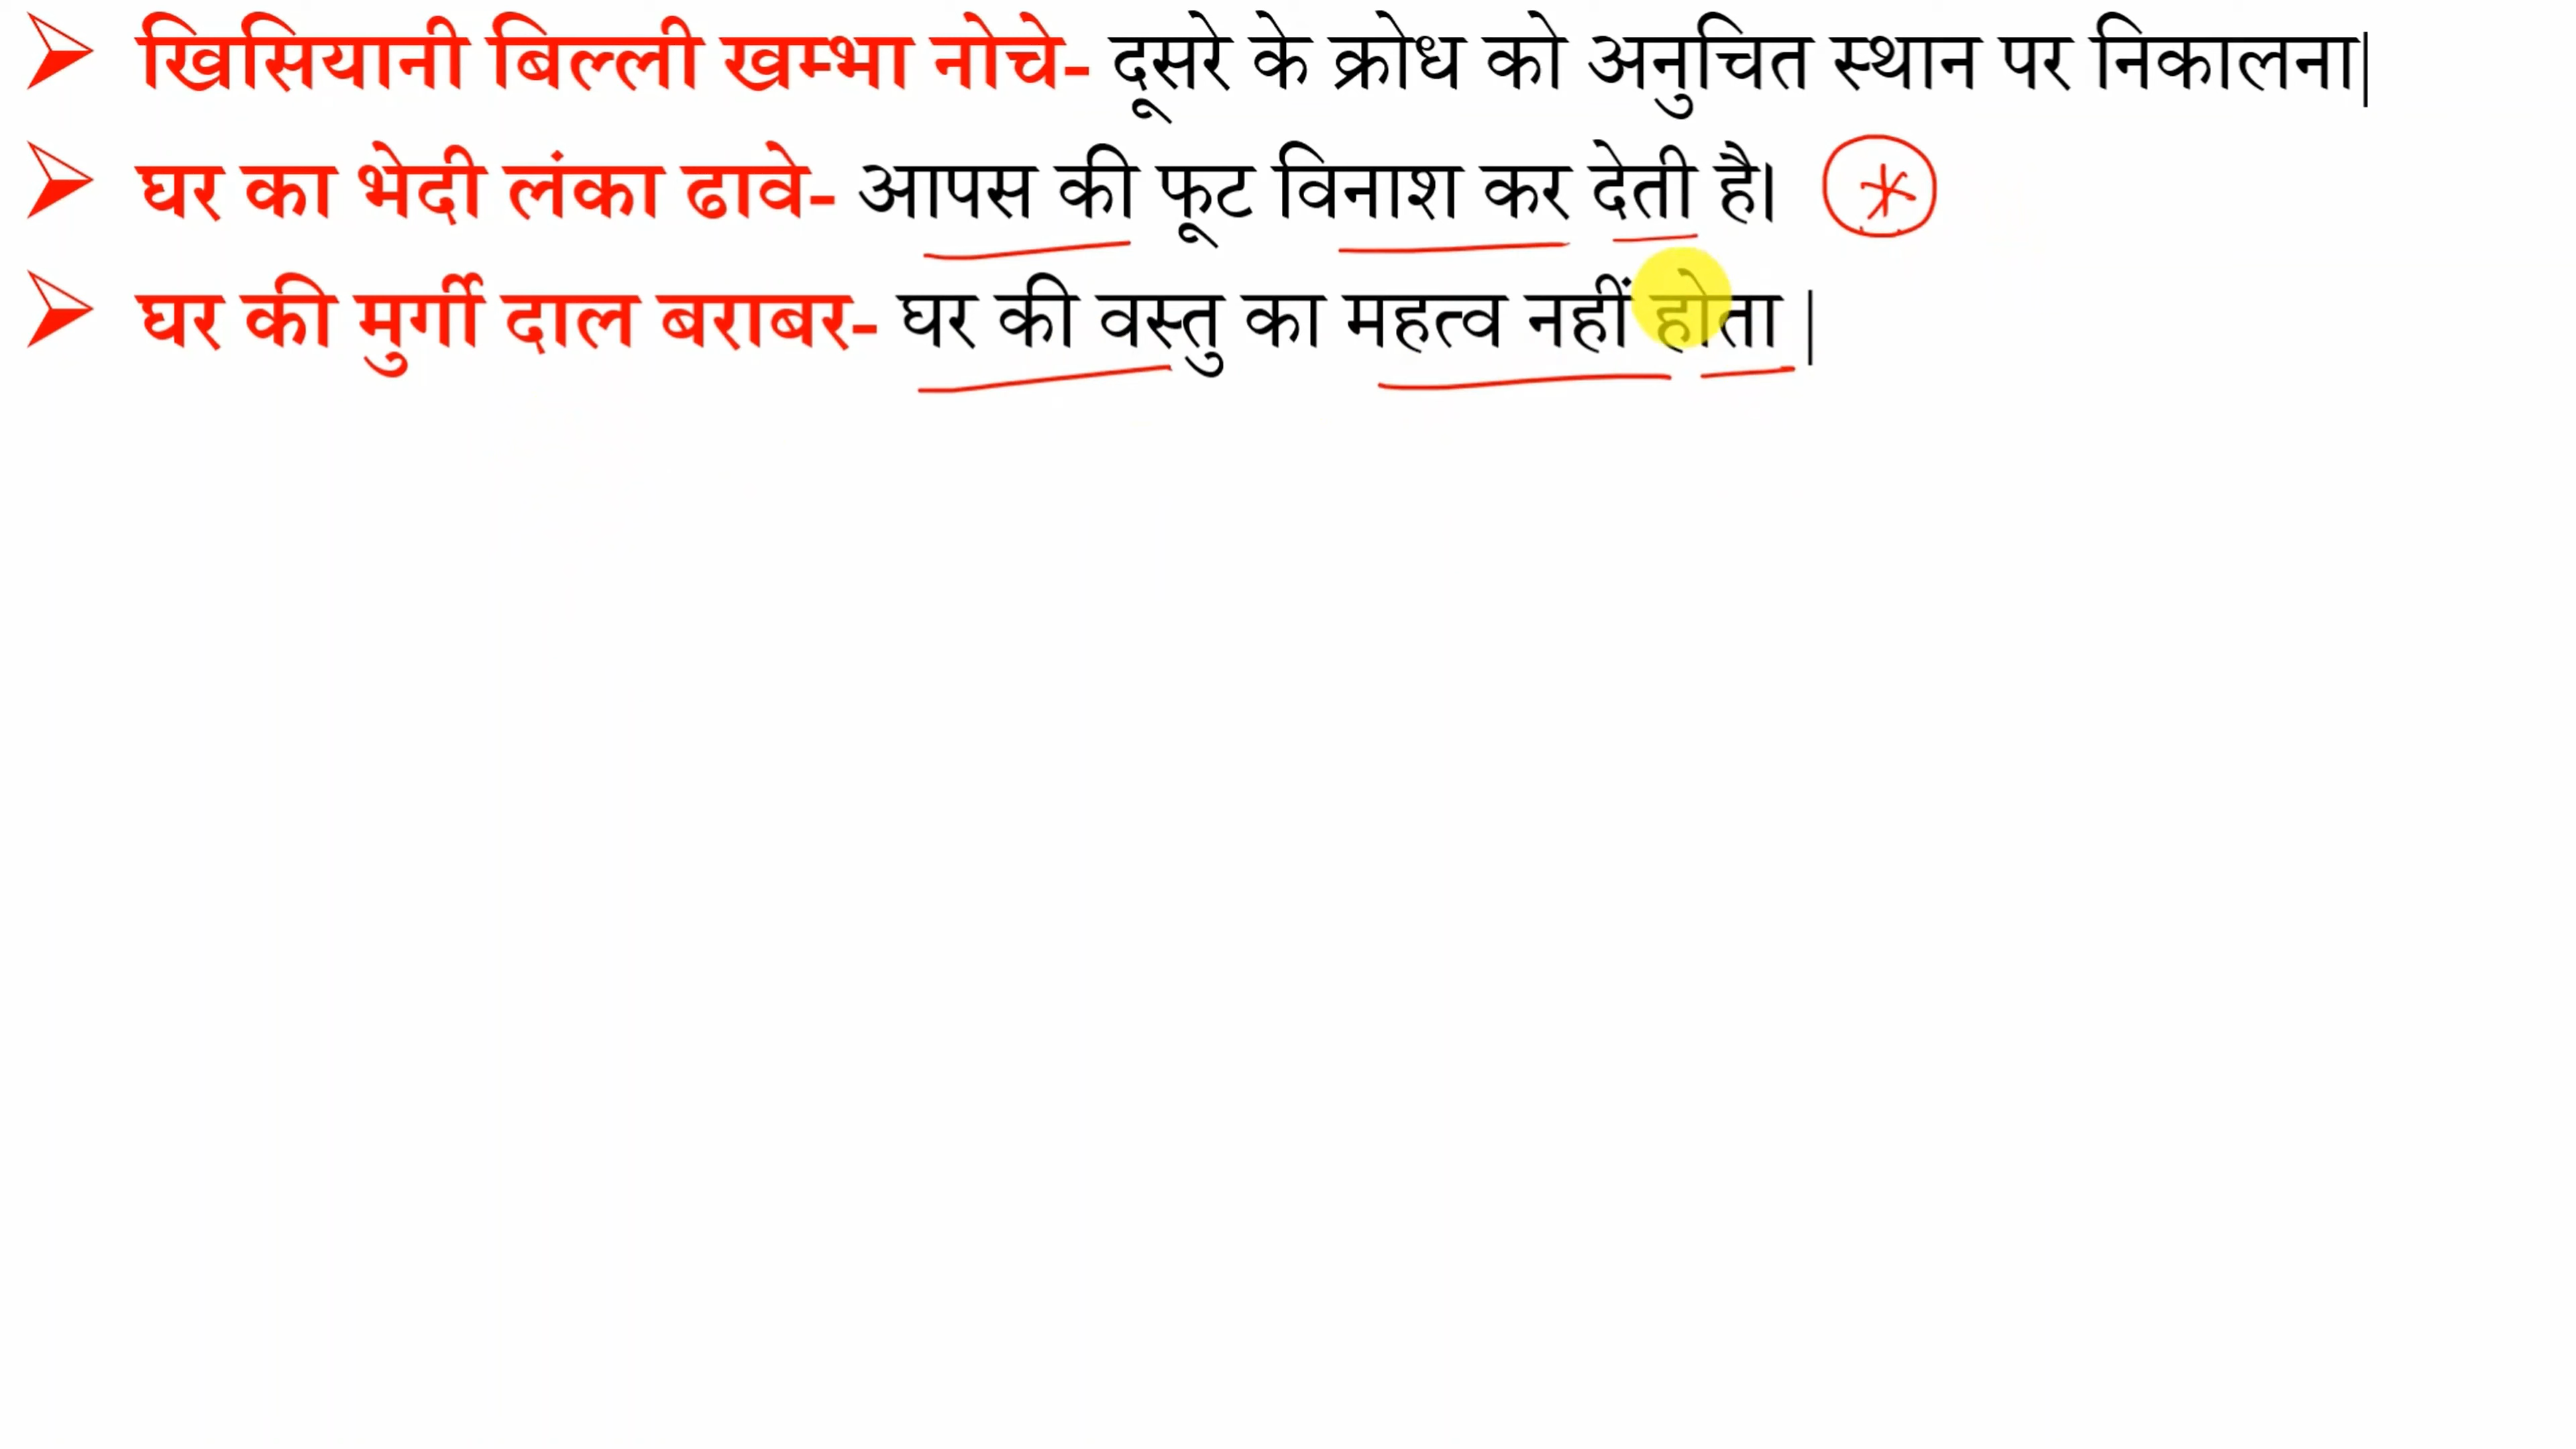 ➢ खिसियानी बिल्ली खम्भा नोचे- दूसरे के क्रोध को अनुचित स्थान पर निकालना|
➢ घर का भेदी लंका ढावे- आपस की फूट विनाश कर देती है। *
➢ घर की मुर्गी दाल बराबर- घर की वस्तु का महत्व नहीं होता |